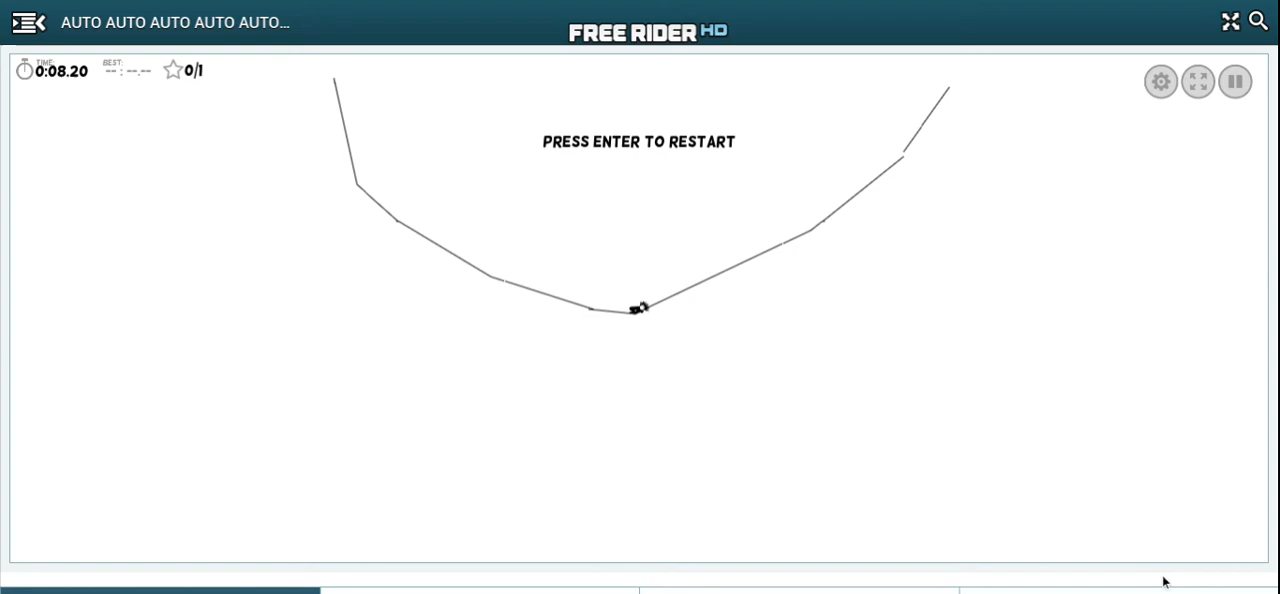 AUTO AUTO AUTO AUTO AUTO...
FREE RIDER HD
TIME:
0:08.20
BEST:
-- : --.--
0/1
PRESS ENTER TO RESTART